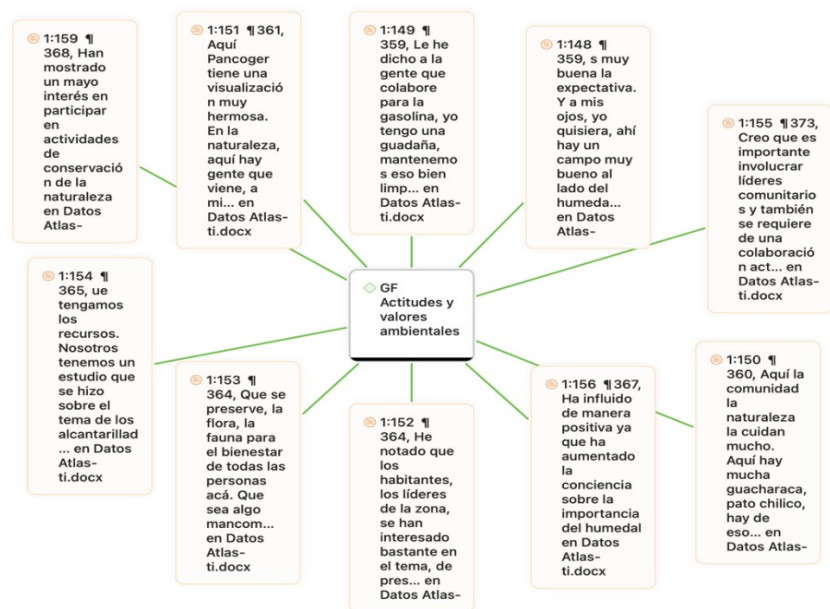 1:159 ¶
368, Han
mostrado
un mayo
interés en
participar
en
actividades
de
conservació
n de la
naturaleza
en Datos
Atlas-
1:151 ¶ 361,
Aquí
Pancoger
tiene una
visualizació
n muy
hermosa.
En la
naturaleza,
aquí hay
gente que
viene, a
mi... en
Datos Atlas-
ti.docx
1:149 ¶
359, Le he
dicho a la
gente que
colabore
para la
gasolina, yo
tengo una
guadaña,
mantenemo
s eso bien
limp... en
Datos Atlas-
ti.docx
1:148 ¶
359, s muy
buena la
expectativa.
Y a mis
ojos, yo
quisiera, ahí
hay un
campo muy
bueno al
lado del
humeda...
en Datos
Atlas-
1:155 ¶ 373,
Creo que es
importante
involucrar
líderes
comunitario
s y también
se requiere
de una
colaboració
n act... en
Datos Atlas-
ti.docx
1:154 ¶
365, ue
tengamos
los
recursos.
Nosotros
tenemos un
estudio que
se hizo
sobre el
tema de los
alcantarillad
... en Datos
Atlas-
ti.docx
GF
Actitudes y
valores
ambientales
1:153 ¶
364, Que se
preserve, la
flora, la
fauna para
el bienestar
de todas las
personas
acá. Que
sea algo
mancom...
en Datos
Atlas-
ti.docx
1:152 ¶
364, He
notado que
los
habitantes,
los líderes
de la zona,
se han
interesado
bastante en
el tema, de
pres... en
Datos Atlas-
1:156 ¶ 367,
Ha influido
de manera
positiva ya
que ha
aumentado
la
conciencia
sobre la
importancia
del humedal
en Datos
Atlas-
ti.docx
1:150 ¶
360, Aquí la
comunidad
la
naturaleza
la cuidan
mucho.
Aquí hay
mucha
guacharaca,
pato chilico,
hay de
eso... en
Datos Atlas-